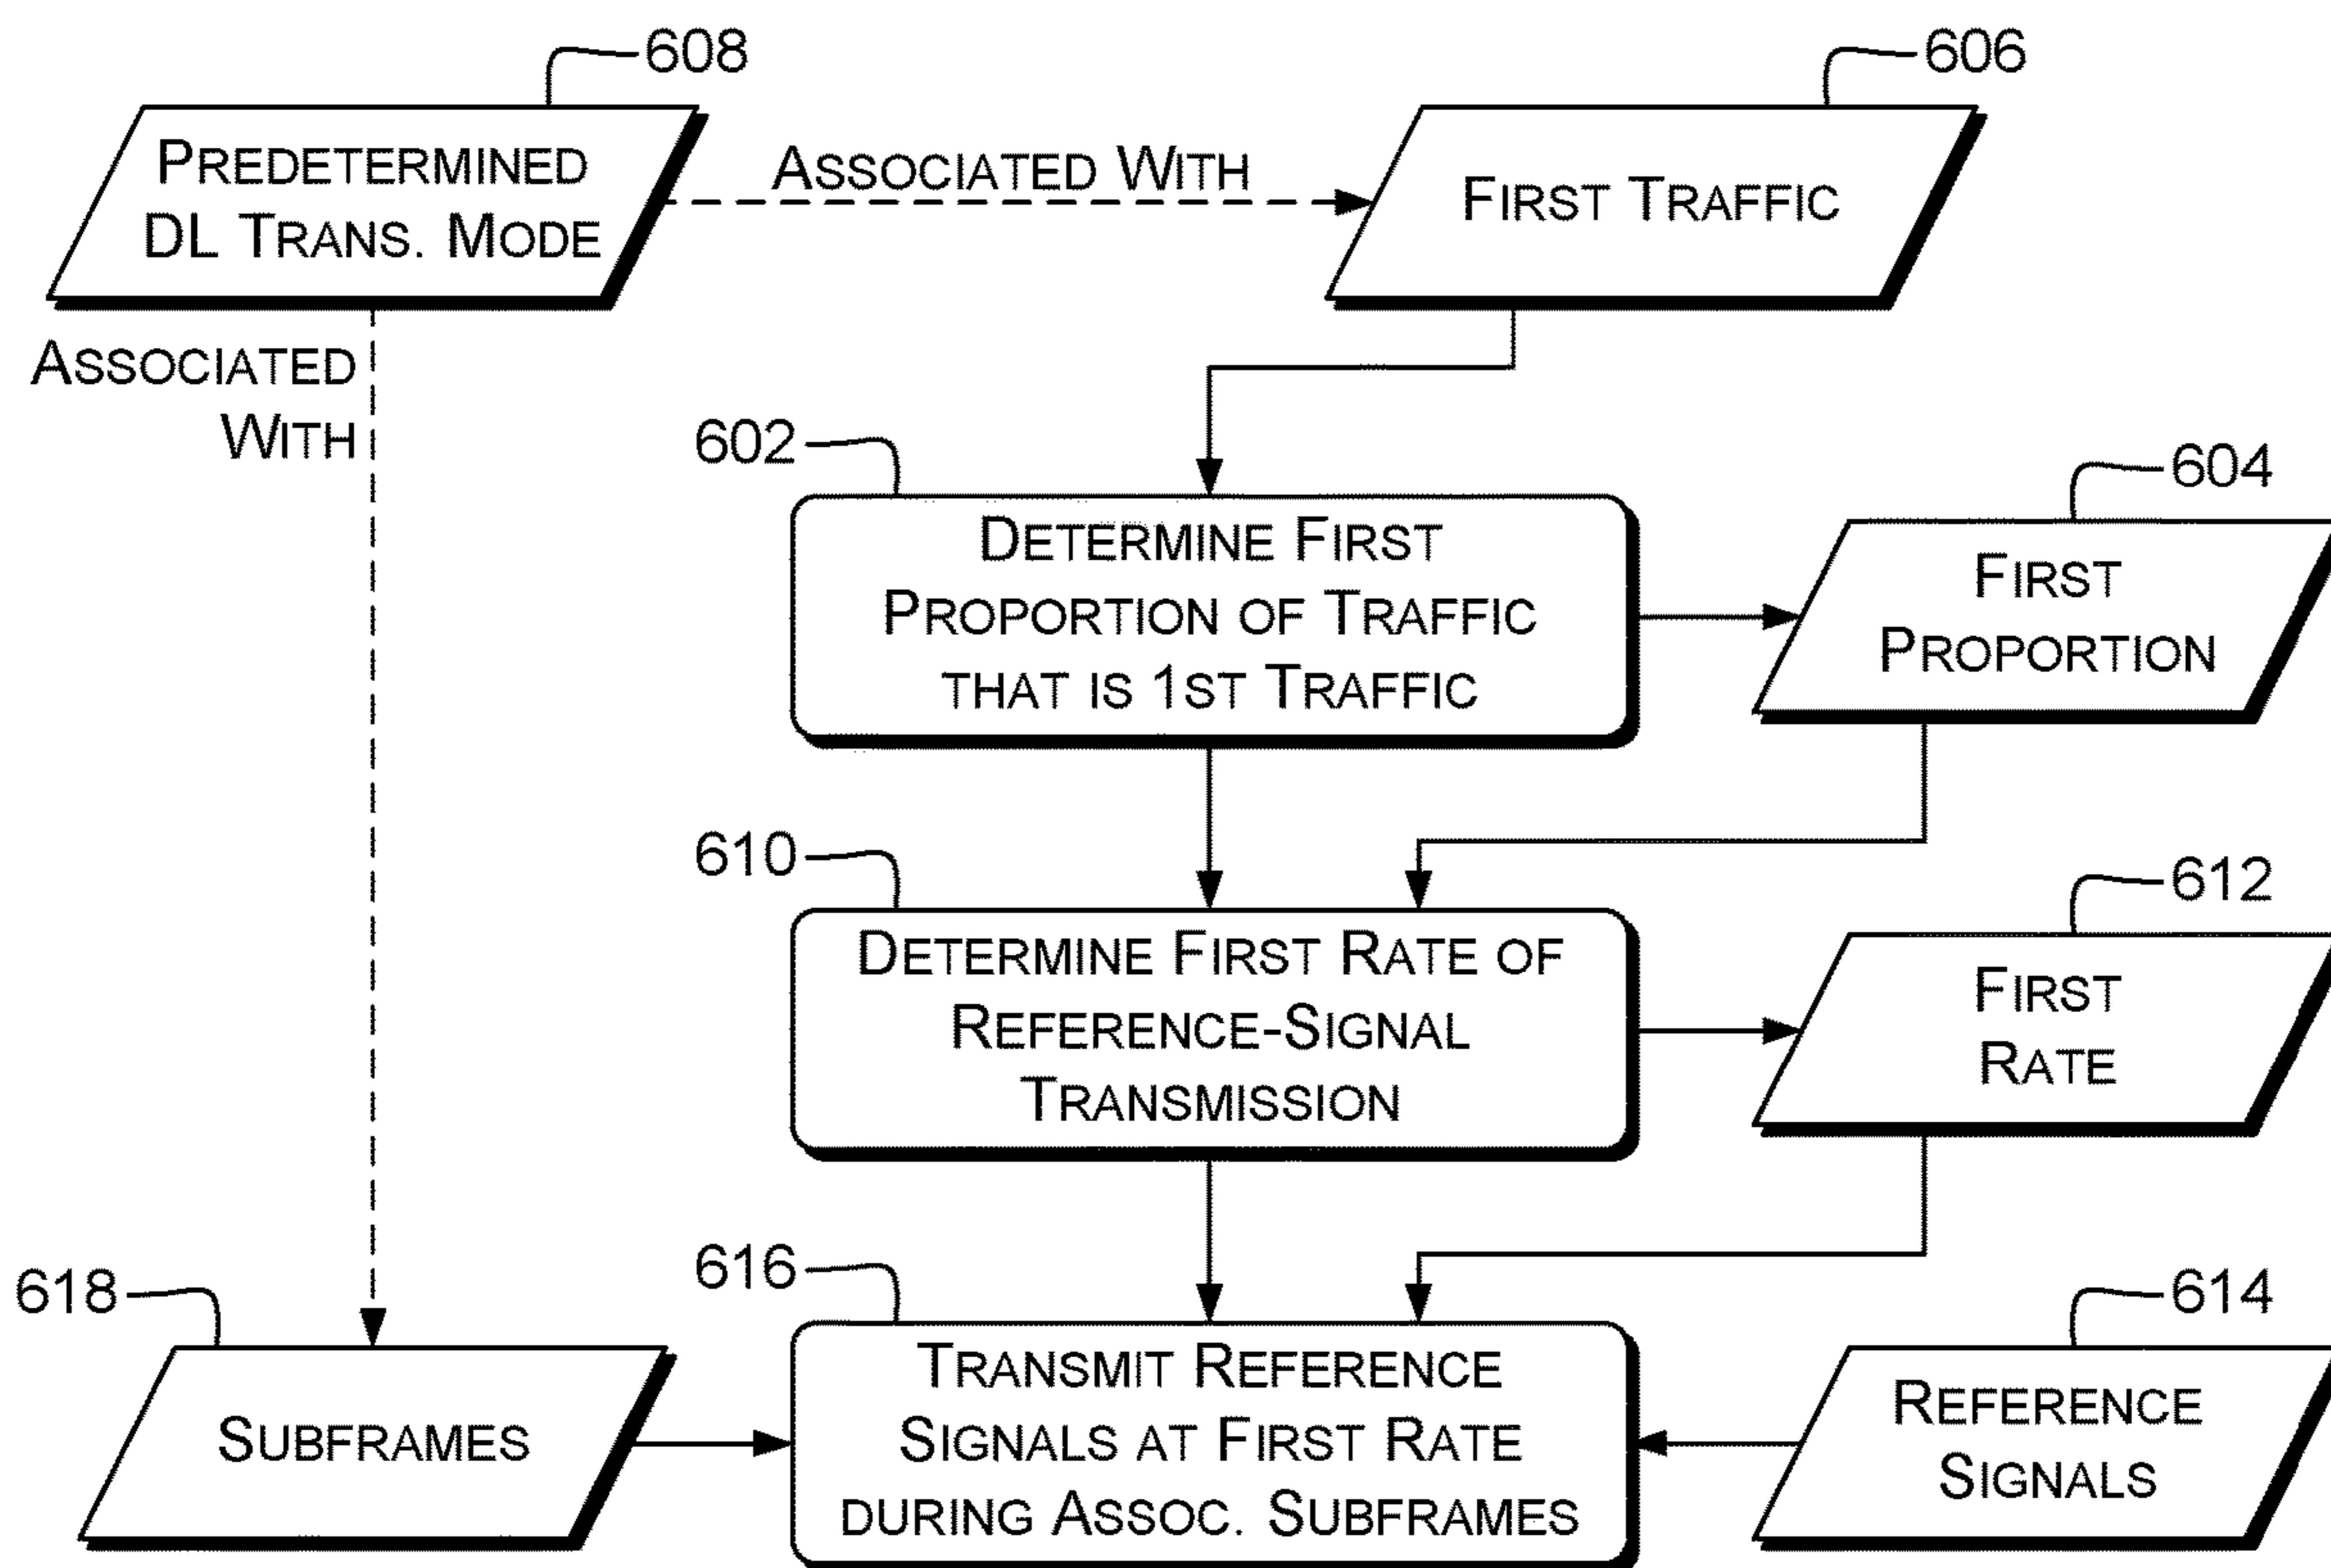 608
606
PREDETERMINED
DL TRANS. MODE
ASSOCIATED WITH
FIRST TRAFFIC
ASSOCIATED
WITH
602
604
DETERMINE FIRST
PROPORTION OF TRAFFIC
THAT IS 1ST TRAFFIC
FIRST
PROPORTION
610
612
DETERMINE FIRST RATE OF
REFERENCE-SIGNAL
TRANSMISSION
FIRST
RATE
618
616
614
SUBFRAMES
TRANSMIT REFERENCE
SIGNALS AT FIRST RATE
DURING ASSOC. SUBFRAMES
REFERENCE
SIGNALS